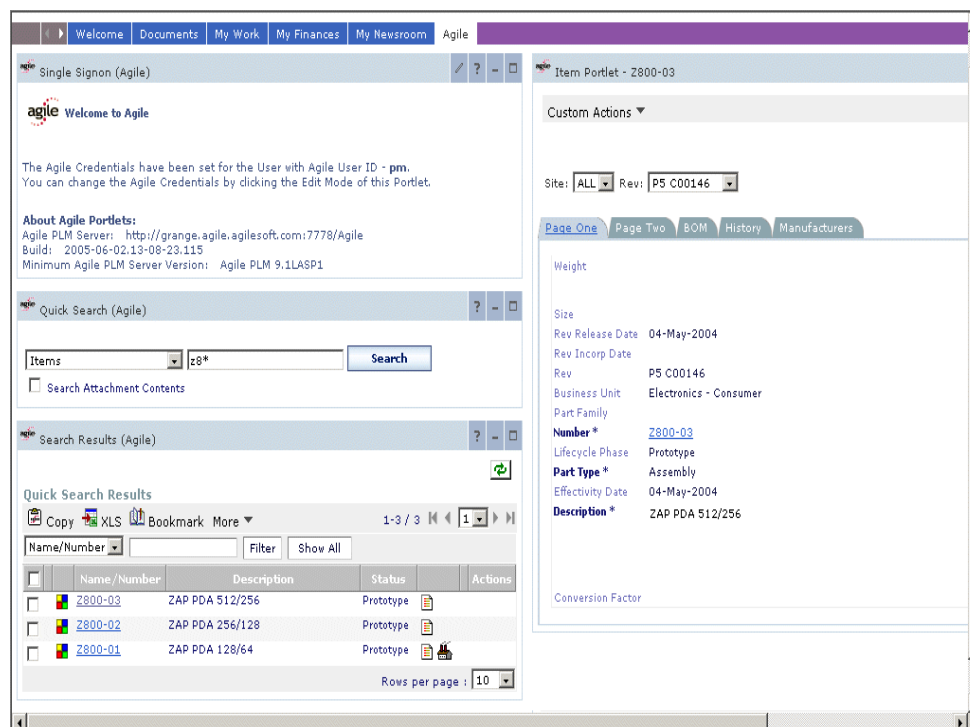 Welcome Documents My Work My Finances My Newsroom Agile
agile Single Signon (Agile) ? -
agile Welcome to Agile
The Agile Credentials have been set for the User with Agile User ID - pm.
You can change the Agile Credentials by clicking the Edit Mode of this Portlet.
About Agile Portlets:
Agile PLM Server: http://grange.agile.agilesoft.com:7778/Agile
Build: 2005-06-02.13-08-23.115
Minimum Agile PLM Server Version: Agile PLM 9.1LASP1
agile Quick Search (Agile) ? -
Items z8* Search
Search Attachment Contents
agile Search Results (Agile) ? -
Quick Search Results
Copy XLS Bookmark More 1-3 / 3 1
Name/Number Filter Show All
Name/Number Description Status Actions
Z800-03 ZAP PDA 512/256 Prototype
Z800-02 ZAP PDA 256/128 Prototype
Z800-01 ZAP PDA 128/64 Prototype
Rows per page : 10
agile Item Portlet - Z800-03
Custom Actions
Site: ALL Rev: P5 C00146
Page One Page Two BOM History Manufacturers
Weight
Size
Rev Release Date 04-May-2004
Rev Incorp Date
Rev P5 C00146
Business Unit Electronics - Consumer
Part Family
Number * Z800-03
Lifecycle Phase Prototype
Part Type * Assembly
Effectivity Date 04-May-2004
Description * ZAP PDA 512/256
Conversion Factor